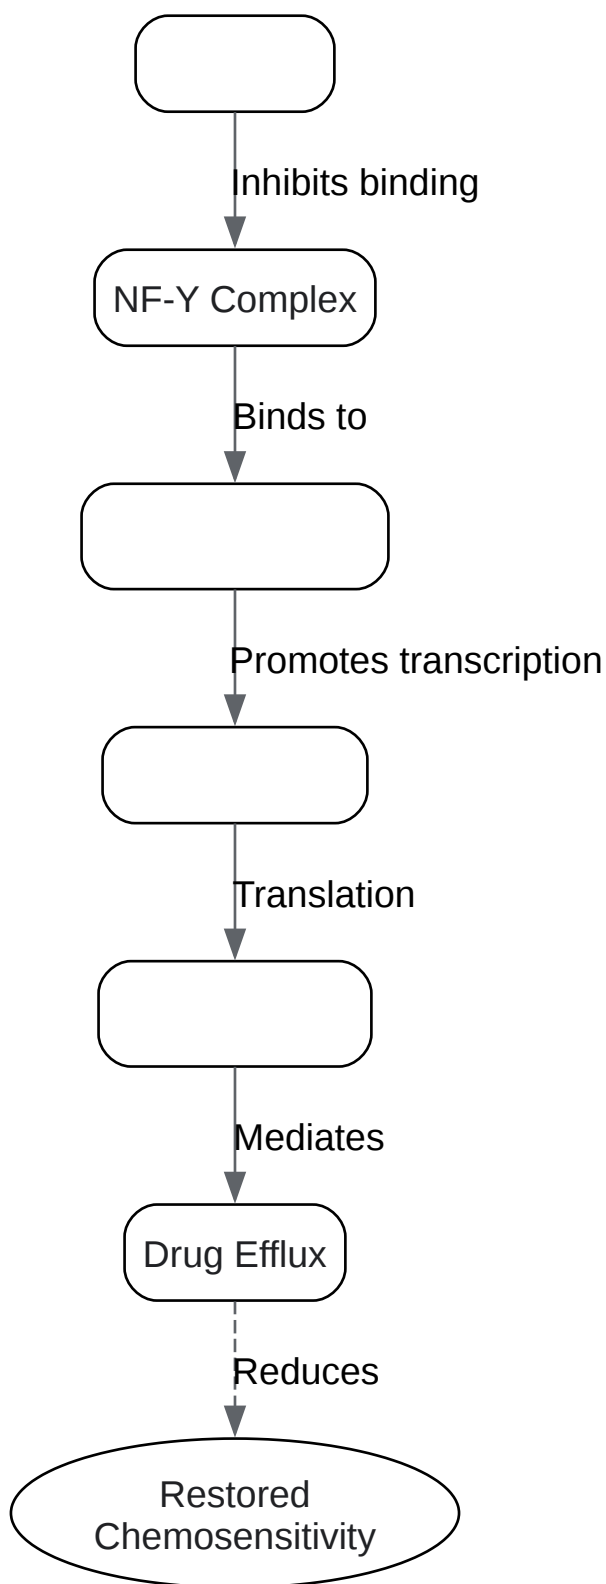 Inhibits binding
NF-Y Complex
Binds to
Promotes transcription
Translation
Mediates
Drug Efflux
Reduces
Restored
Chemosensitivity